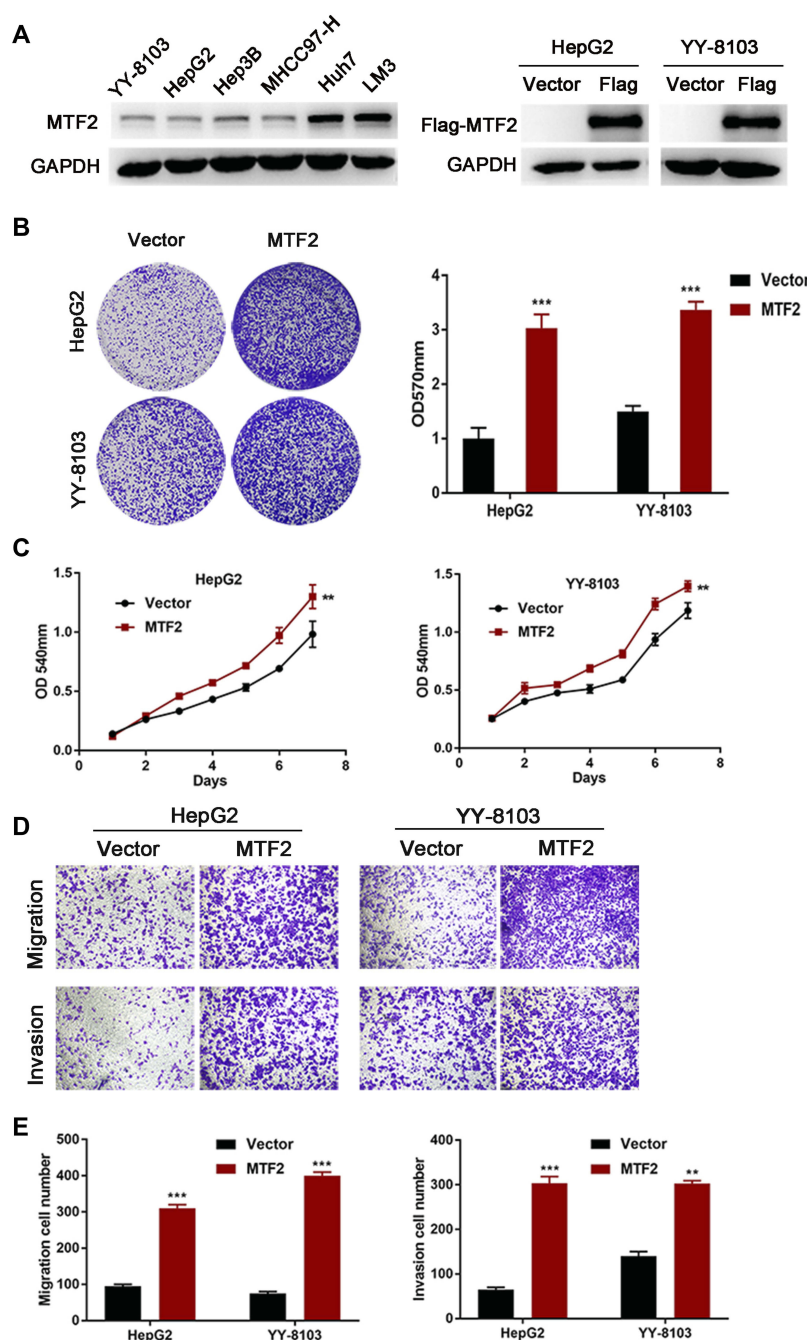 A
YY-8103
HepG2
Hep3B
MHCC97-H
Huh7
LM3
MTF2
GAPDH
HepG2 YY-8103
Vector Flag Vector Flag
Flag-MTF2
GAPDH
B
Vector MTF2
HepG2
YY-8103
OD570mm
4
3
2
1
0
HepG2 YY-8103
*** ***
Vector
MTF2
C
HepG2
Vector
MTF2
**
OD 540mm
1.5
1.0
0.5
0.0
0 2 4 6 8
Days
YY-8103
Vector
MTF2
**
OD 540mm
1.5
1.0
0.5
0.0
0 2 4 6 8
Days
D
HepG2 YY-8103
Vector MTF2 Vector MTF2
Migration
Invasion
E
Migration cell number
500
400
300
200
100
0
Vector
MTF2
*** ***
HepG2 YY-8103
Invasion cell number
400
300
200
100
0
Vector
MTF2
*** **
HepG2 YY-8103